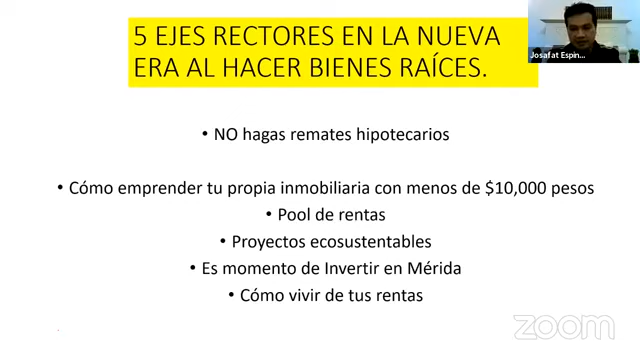 5 EJES RECTORES EN LA NUEVA
ERA AL HACER BIENES RAÍCES.
Josafat Espin...
• NO hagas remates hipotecarios
• Cómo emprender tu propia inmobiliaria con menos de $10,000 pesos
• Pool de rentas
• Proyectos ecosustentables
• Es momento de Invertir en Mérida
• Cómo vivir de tus rentas
zoom